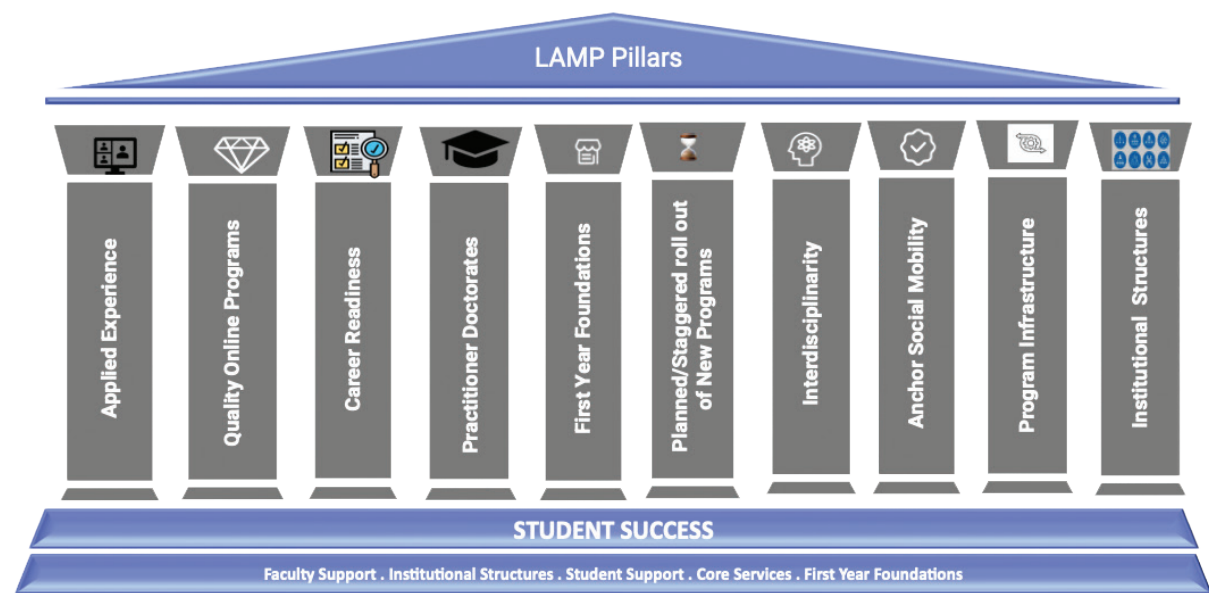 LAMP Pillars
Applied Experience
Quality Online Programs
Career Readiness
Practitioner Doctorates
First Year Foundations
Planned/Staggered roll out
of New Programs
Interdisciplinarity
Anchor Social Mobility
Program Infrastructure
Institutional Structures
STUDENT SUCCESS
Faculty Support . Institutional Structures . Student Support . Core Services . First Year Foundations